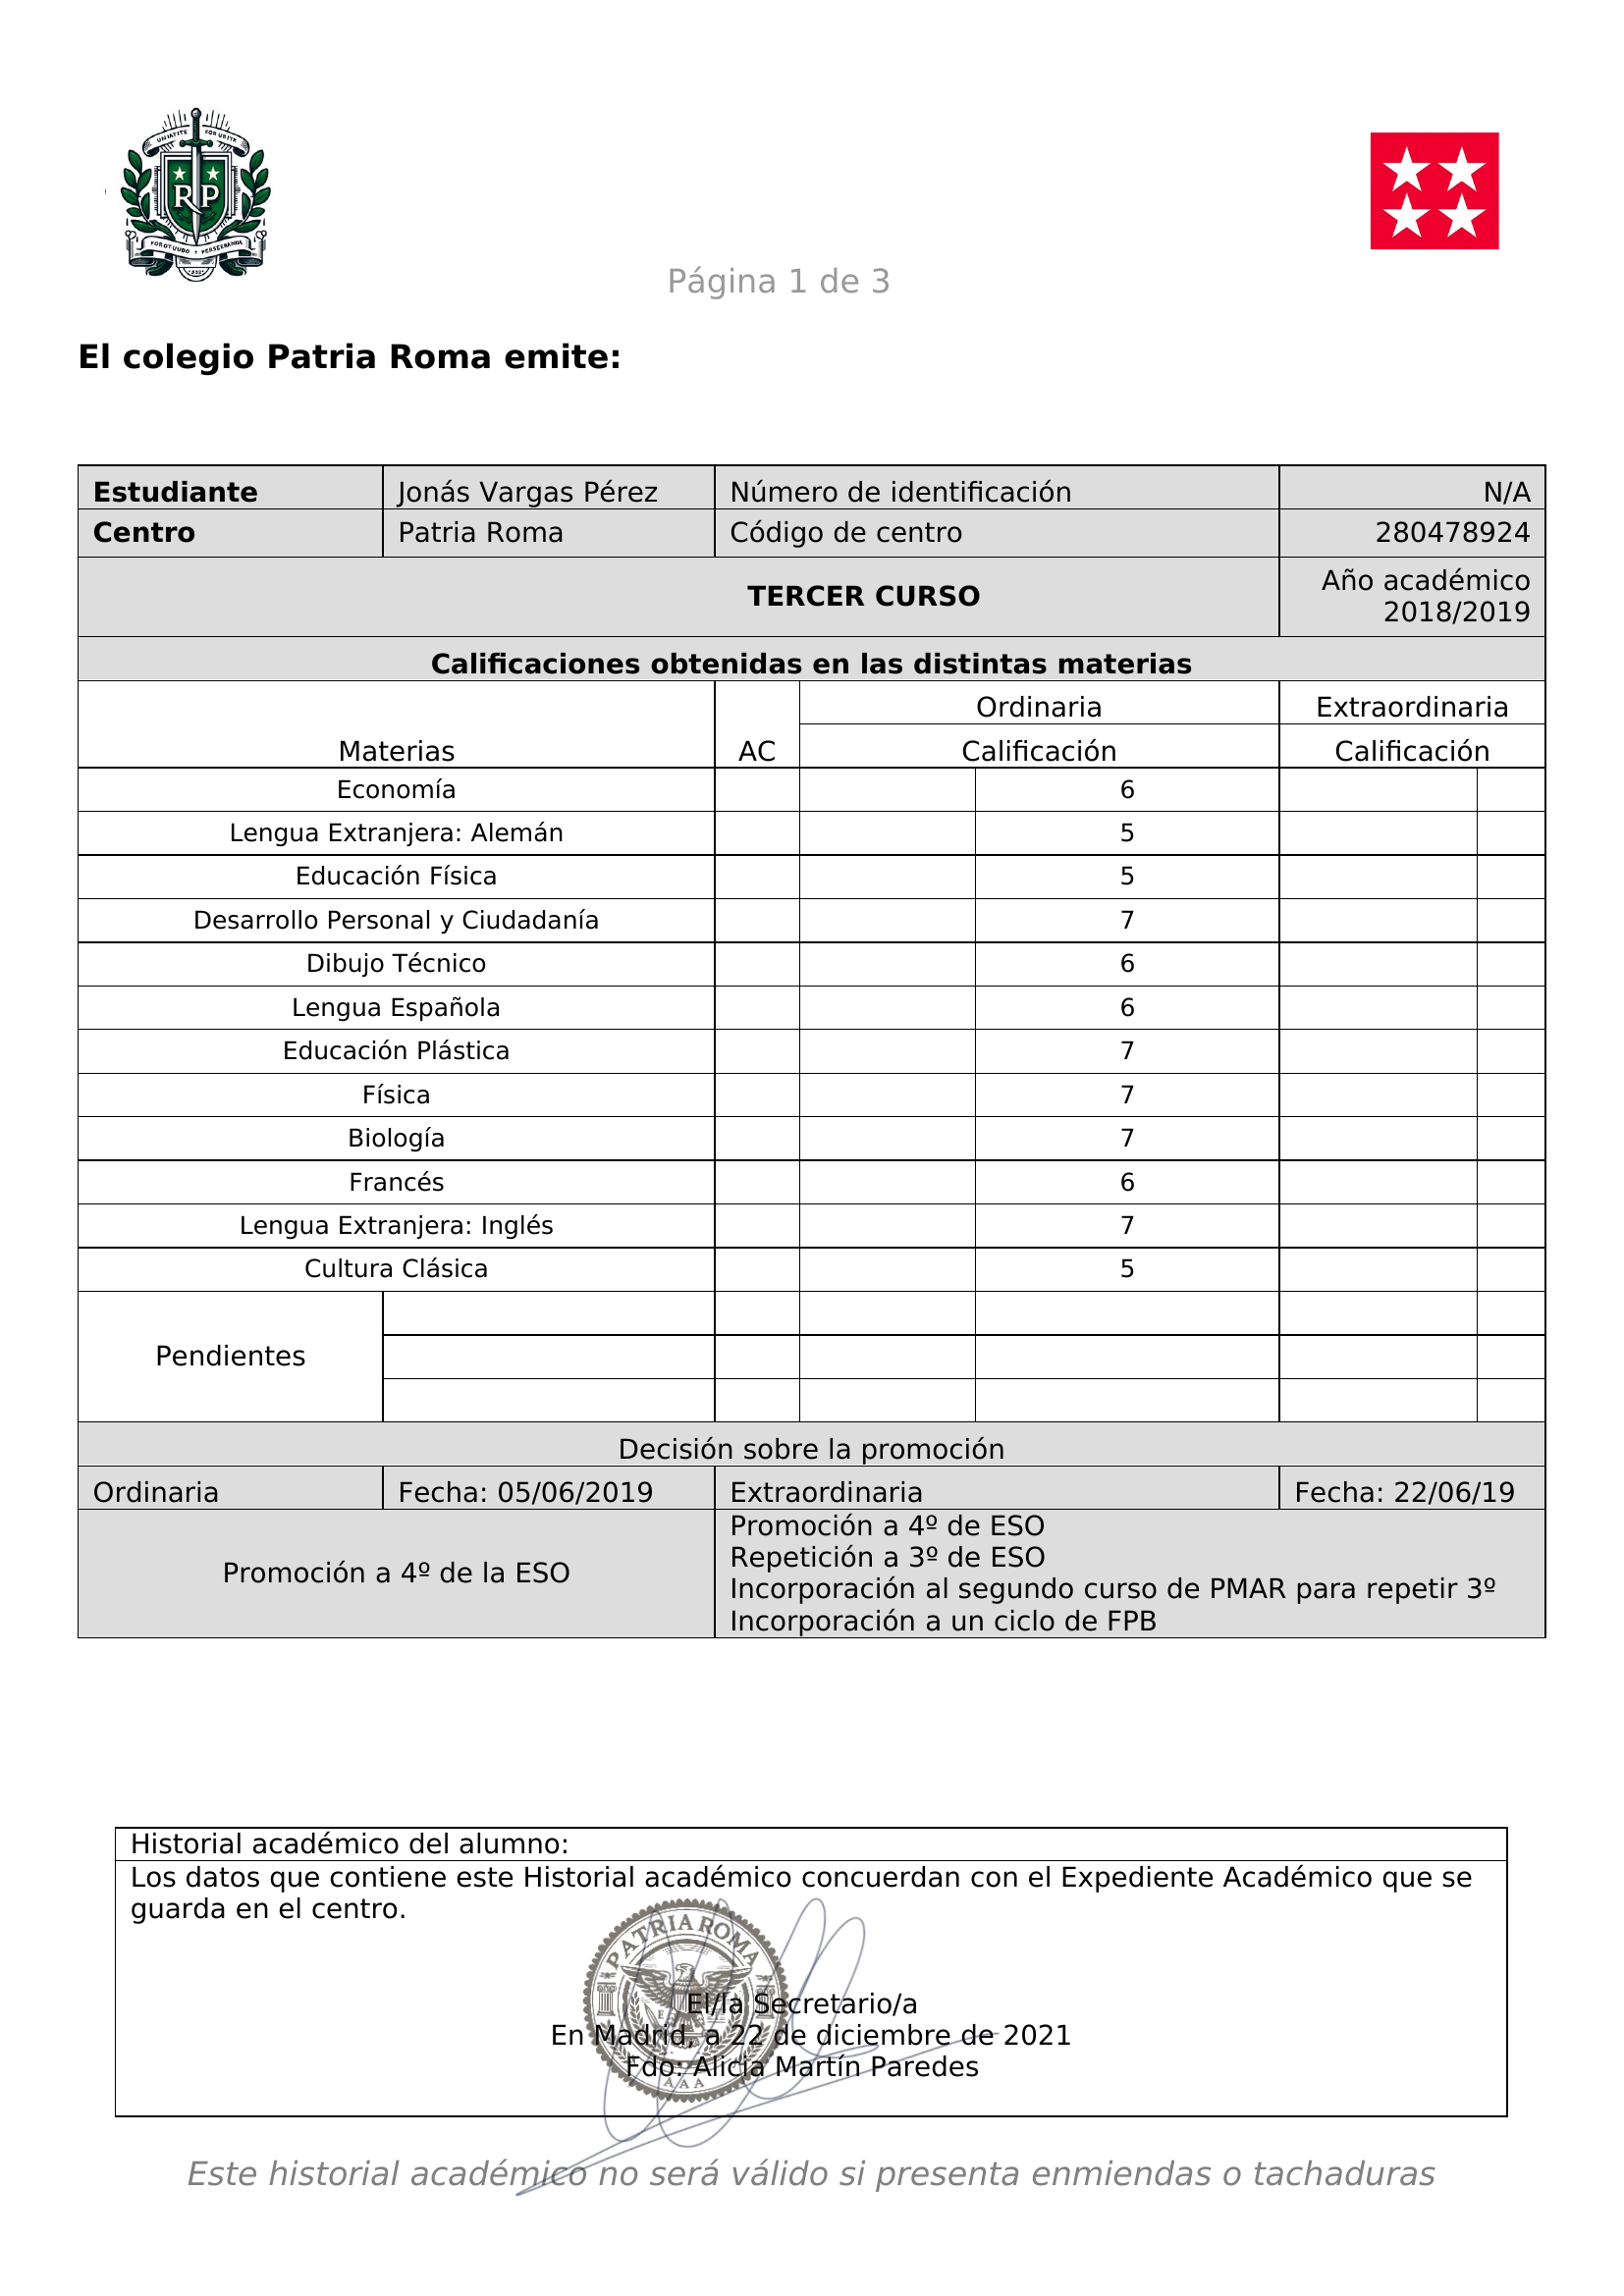 RP
Página 1 de 3
El colegio Patria Roma emite:
Estudiante Jonás Vargas Pérez Número de identificación N/A
Centro Patria Roma Código de centro 280478924
TERCER CURSO Año académico 2018/2019
Calificaciones obtenidas en las distintas materias
Ordinaria Extraordinaria
Materias AC Calificación Calificación
Economía 6
Lengua Extranjera: Alemán 5
Educación Física 5
Desarrollo Personal y Ciudadanía 7
Dibujo Técnico 6
Lengua Española 6
Educación Plástica 7
Física 7
Biología 7
Francés 6
Lengua Extranjera: Inglés 7
Cultura Clásica 5
Pendientes
Decisión sobre la promoción
Ordinaria Fecha: 05/06/2019 Extraordinaria Fecha: 22/06/19
Promoción a 4º de la ESO
Promoción a 4º de ESO
Repetición a 3º de ESO
Incorporación al segundo curso de PMAR para repetir 3º
Incorporación a un ciclo de FPB
Historial académico del alumno:
Los datos que contiene este Historial académico concuerdan con el Expediente Académico que se
guarda en el centro.
PATRIA ROMA
El/la Secretario/a
En Madrid, a 22 de diciembre de 2021
Fdo: Alicia Martín Paredes
AAA
Este historial académico no será válido si presenta enmiendas o tachaduras